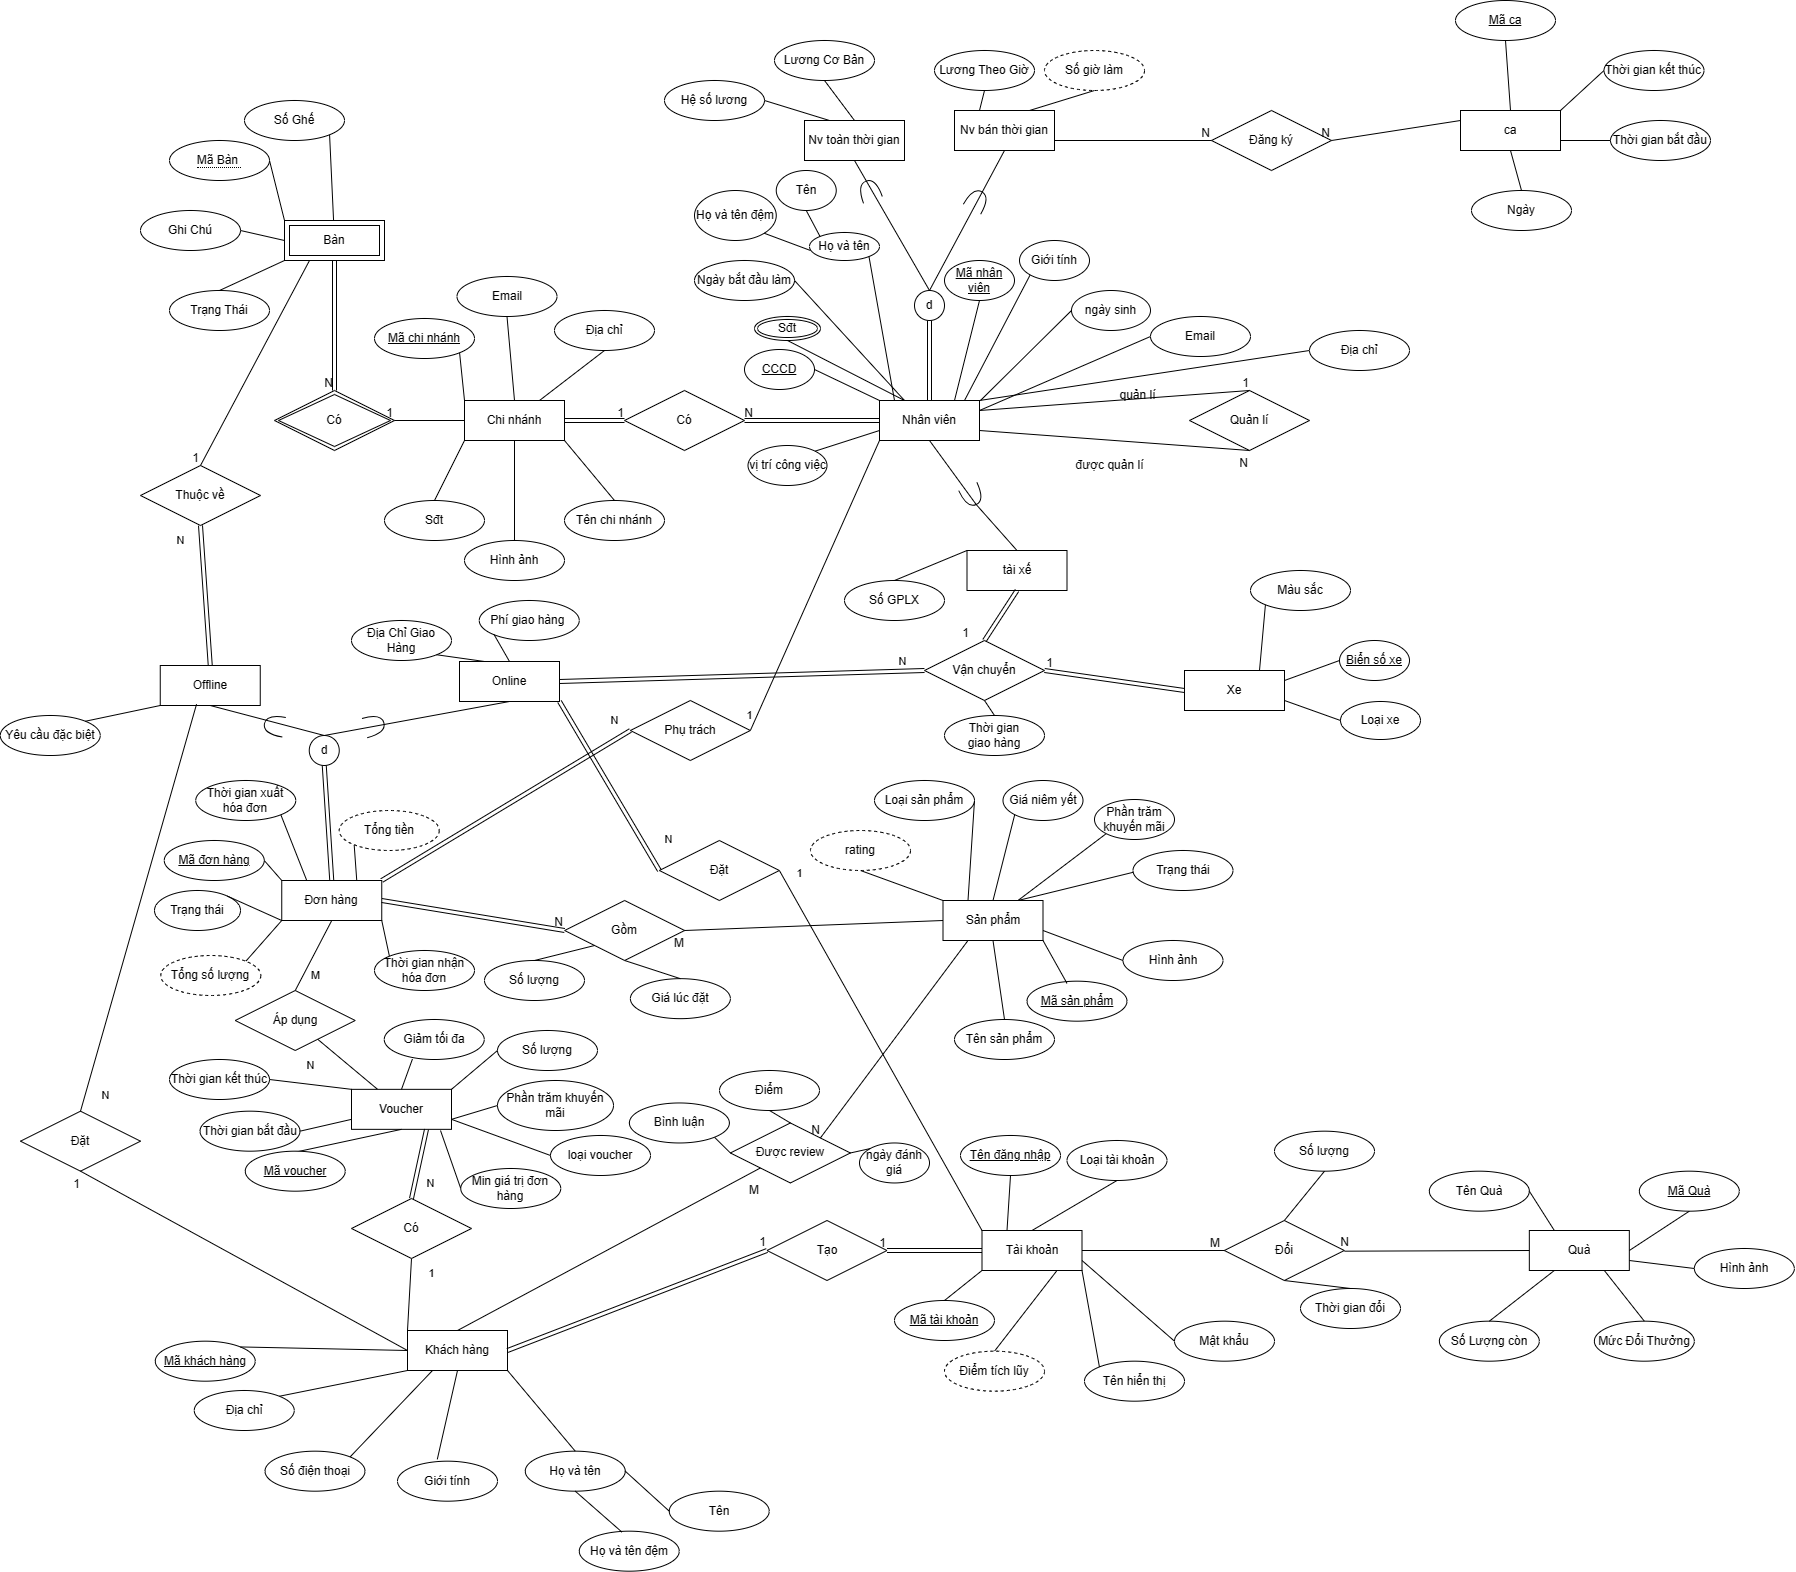 Mã ca
Lương Cơ Bản
Lương Theo Giờ
Số giờ làm
Thời gian kết thúc
Hệ số lương
Số Ghế
Nv toàn thời gian
Nv bán thời gian
N
Đăng ký
N
ca
Thời gian bắt đầu
Mã Bàn
Tên
Họ và tên đệm
Ngày
Ghi Chú
Bàn
Họ và tên
Giới tính
Mã nhân
viên
Ngày bắt đầu làm
Email
Trạng Thái
d
ngày sinh
Sđt
Địa chỉ
Mã chi nhánh
Email
Địa chỉ
CCCD
N
1
quản lí
1
Có
Chi nhánh
1
Có
N
Nhân viên
Quản lí
1
vị trí công việc
được quản lí
N
Thuộc về
Sđt
Tên chi nhánh
N
Hình ảnh
tài xế
Màu sắc
Số GPLX
Phí giao hàng
Địa Chỉ Giao
Hàng
1
Offline
Online
N
Vận chuyển
1
Biển số xe
Xe
Yêu cầu đặc biệt
N
Phụ trách
1
Thời gian
giao hàng
Loại xe
d
Thời gian xuất
hóa đơn
Tổng tiền
Loại sản phẩm
Giá niêm yết
Phần trăm
khuyến mãi
N
rating
Mã đơn hàng
Đặt
1
Trạng thái
Đơn hàng
Trạng thái
N
Gồm
M
Sản phẩm
Tổng số lượng
M
Thời gian nhận
hóa đơn
Số lượng
Giá lúc đặt
Hình ảnh
Mã sản phẩm
Áp dụng
Giảm tối đa
Số lượng
Tên sản phẩm
N
Thời gian kết thúc
N
Voucher
Phần trăm khuyến
mãi
Điểm
Bình luận
N
Thời gian bắt đầu
Đặt
Được review
ngày đánh
giá
Tên đăng nhập
Loại tài khoản
Số lượng
1
Mã voucher
N
Min giá trị đơn
hàng
loại voucher
M
Tên Quà
Mã Quà
Có
1
Tạo
1
Tài khoản
M
Đổi
N
Quà
1
Hình ảnh
Thời gian đổi
Mã tài khoản
Khách hàng
Mật khẩu
Số Lượng còn
Mức Đổi Thưởng
Mã khách hàng
Điểm tích lũy
Tên hiển thị
Địa chỉ
Số điện thoại
Giới tính
Họ và tên
Tên
Họ và tên đệm